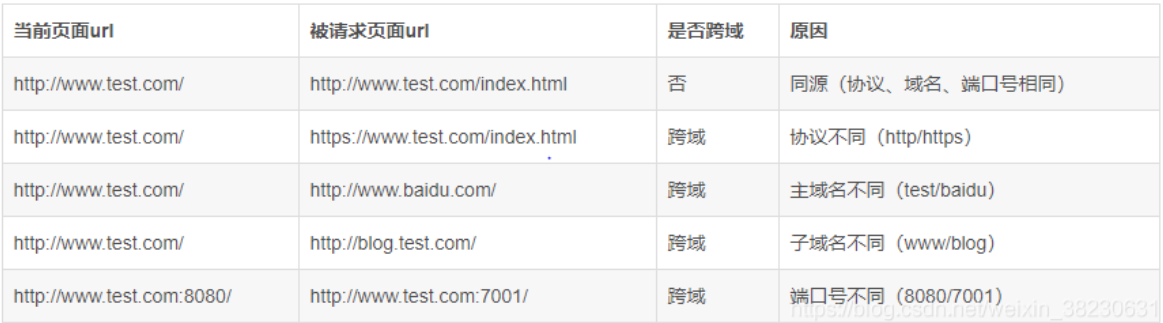 当前页面url 被请求页面url 是否跨域 原因
http://www.test.com/ http://www.test.com/index.html 否 同源（协议、域名、端口号相同）
http://www.test.com/ https://www.test.com/index.html 跨域 协议不同（http/https）
http://www.test.com/ http://www.baidu.com/ 跨域 主域名不同（test/baidu）
http://www.test.com/ http://blog.test.com/ 跨域 子域名不同（www/blog）
http://www.test.com:8080/ http://www.test.com:7001/ 跨域 端口号不同（8080/7001）
https://blog.csdn.net/weixin_38230631